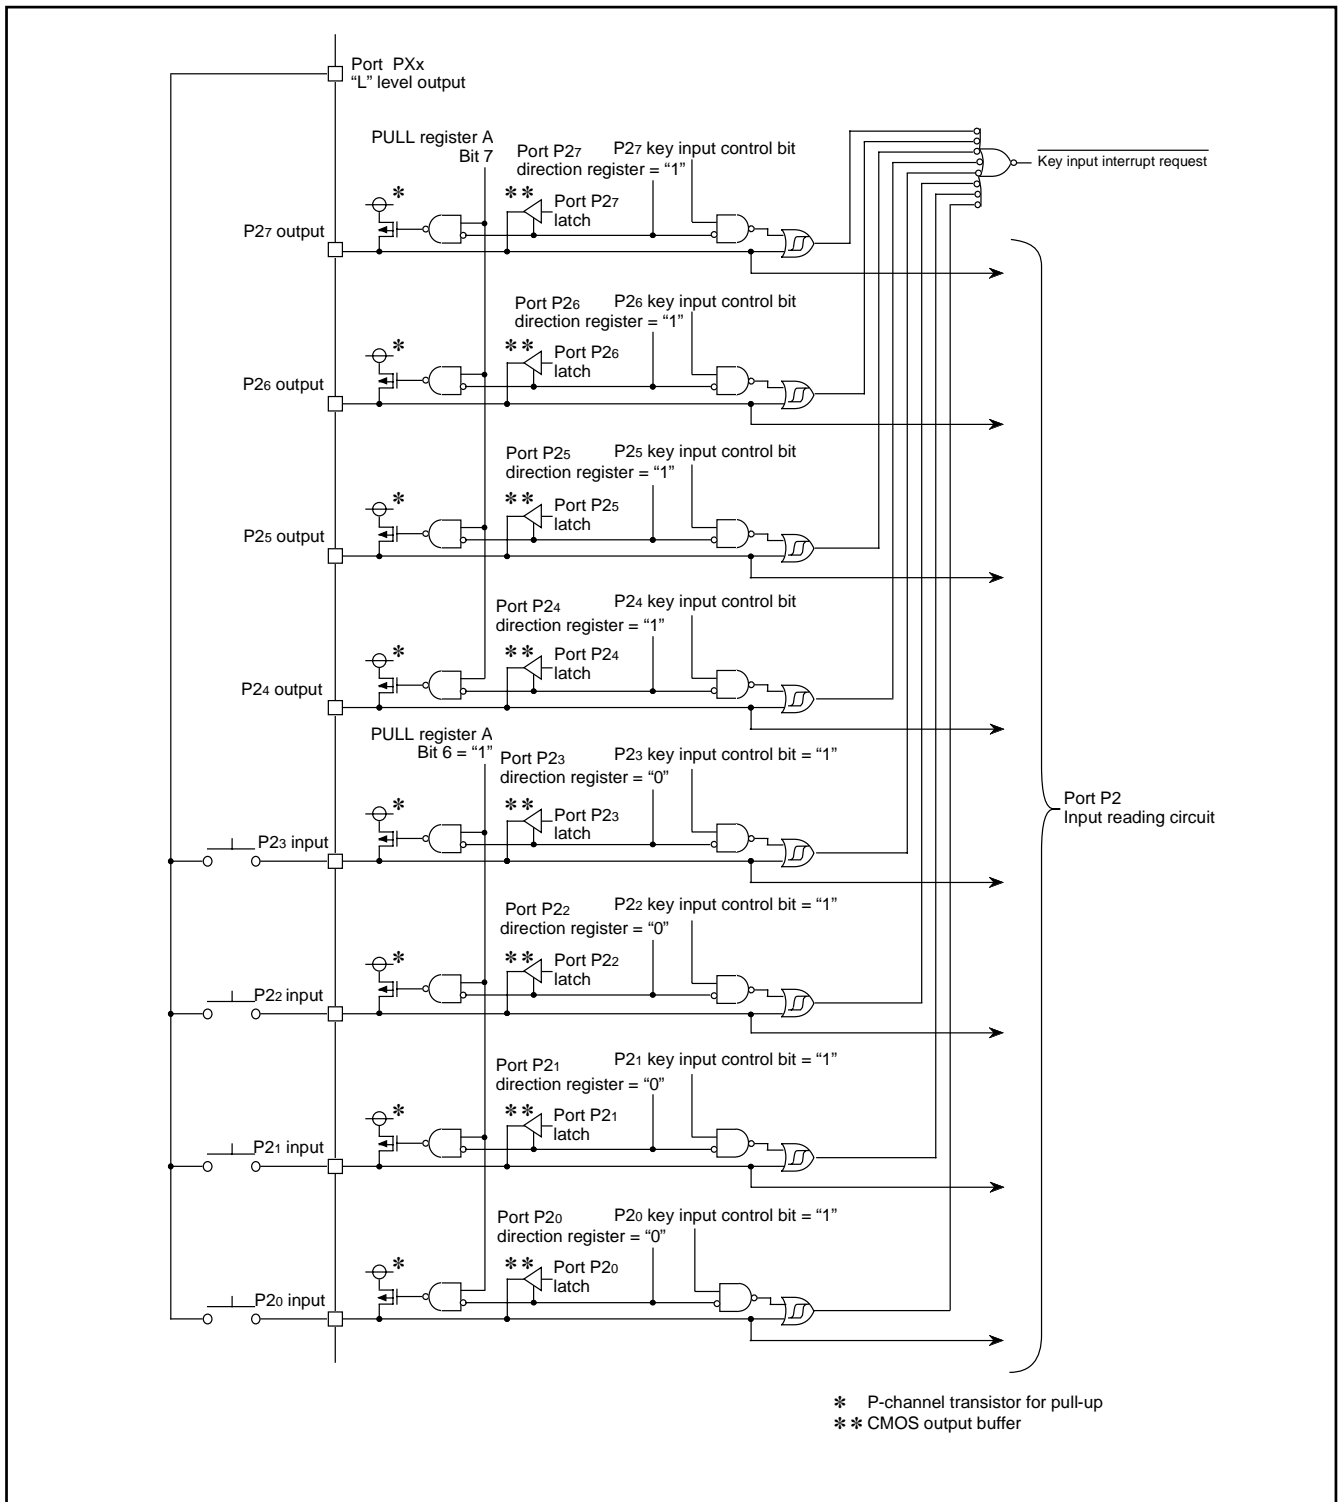 Port PXx
“L” level output
PULL register A
Bit 7
Port P27
direction register = “1”
P27 key input control bit
Key input interrupt request
*
**
Port P27
latch
P27 output
Port P26
direction register = “1”
P26 key input control bit
*
**
Port P26
latch
P26 output
Port P25
direction register = “1”
P25 key input control bit
*
**
Port P25
latch
P25 output
Port P24
direction register = “1”
P24 key input control bit
*
**
Port P24
latch
P24 output
PULL register A
Bit 6 = “1”
Port P23
direction register = “0”
P23 key input control bit = “1”
*
**
Port P23
latch
P23 input
Port P2
Input reading circuit
Port P22
direction register = “0”
P22 key input control bit = “1”
*
**
Port P22
latch
P22 input
Port P21
direction register = “0”
P21 key input control bit = “1”
*
**
Port P21
latch
P21 input
Port P20
direction register = “0”
P20 key input control bit = “1”
*
**
Port P20
latch
P20 input
* P-channel transistor for pull-up
** CMOS output buffer